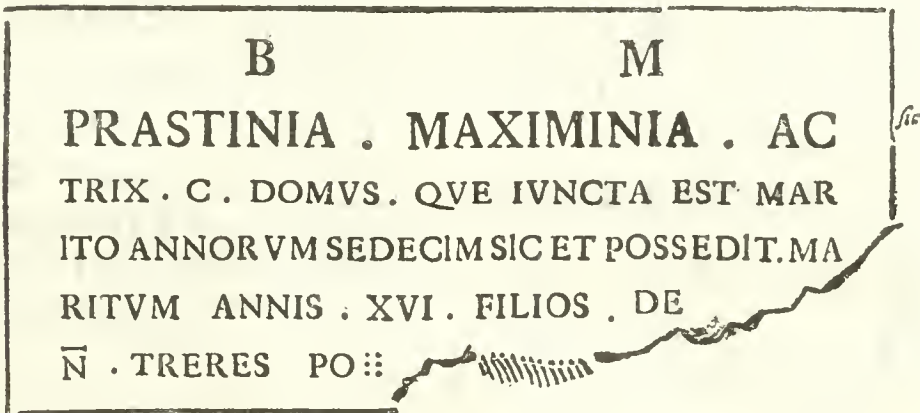 B M
PRASTINIA . MAXIMINIA . AC
sic
TRIX . C . DOMVS . QVE IVNCTA EST MAR
ITO ANNORVM SEDECIM SIC ET POSSEDIT. MA
RITVM ANNIS . XVI . FILIOS . DE
N̅ . TRERES PO